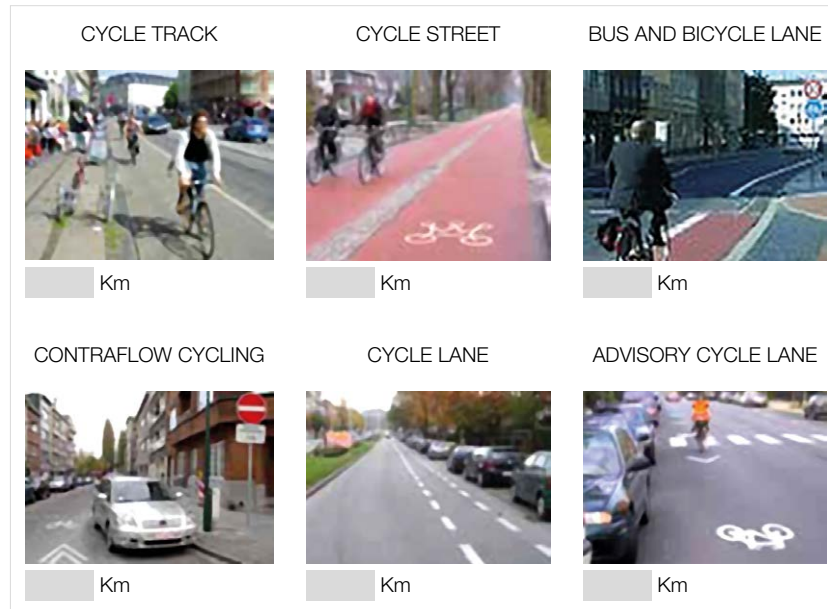 CYCLE TRACK
CYCLE STREET
BUS AND BICYCLE LANE
Km
Km
Km
CONTRAFLOW CYCLING
CYCLE LANE
ADVISORY CYCLE LANE
Km
Km
Km